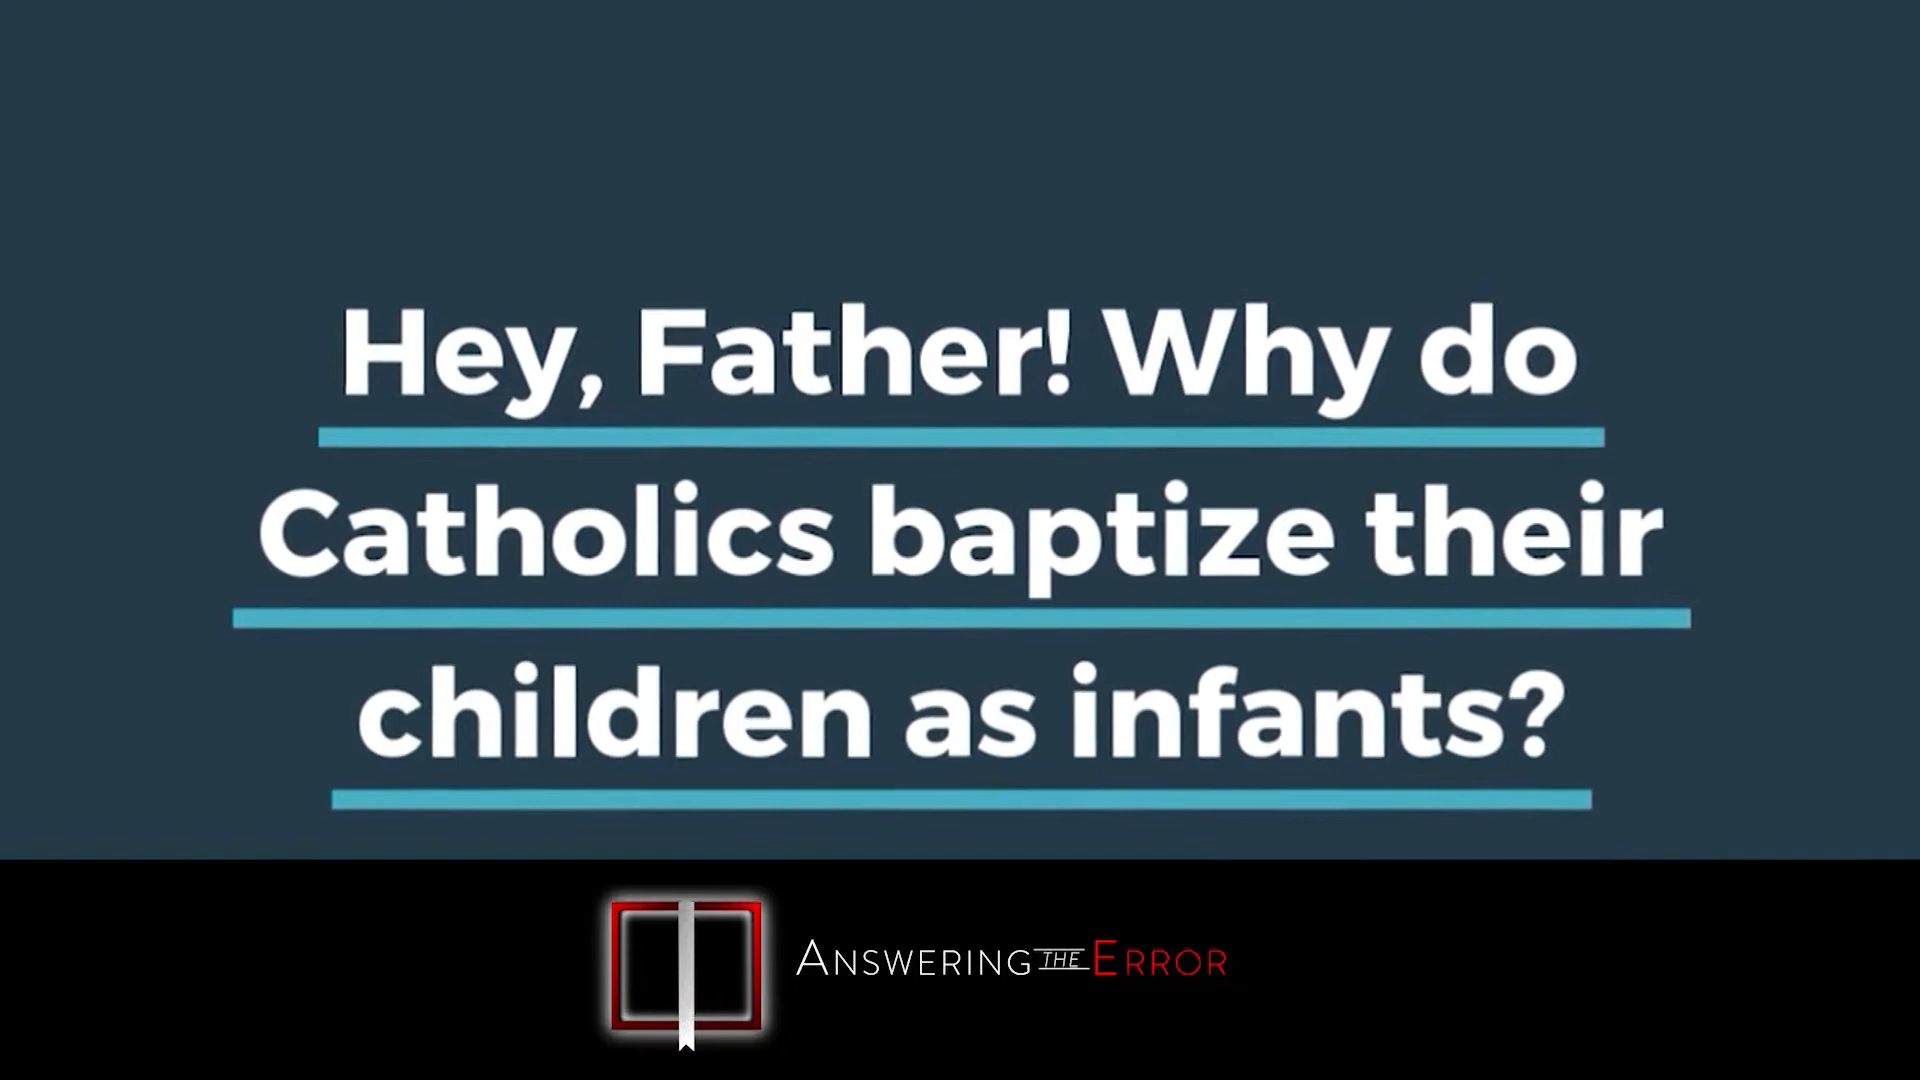 Hey, Father! Why do
Catholics baptize their
children as infants?
ANSWERING THE ERROR